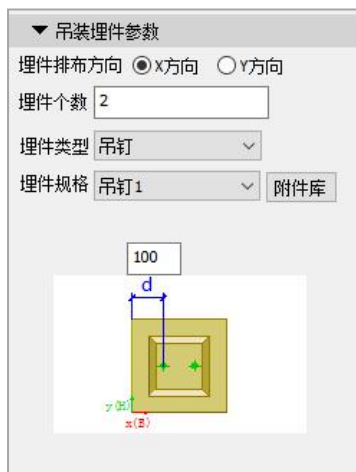 ▼ 吊装埋件参数
埋件排布方向 X方向 Y方向
埋件个数 2
埋件类型 吊钉
埋件规格 吊钉1 附件库
100
d
y(H)
x(B)